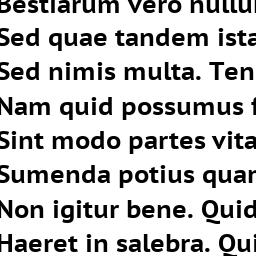 Bestiarum vero nullu
Sed quae tandem ista
Sed nimis multa. Ten
Nam quid possumus f
Sint modo partes vita
Sumenda potius quar
Non igitur bene. Quid
Haeret in salebra. Qui